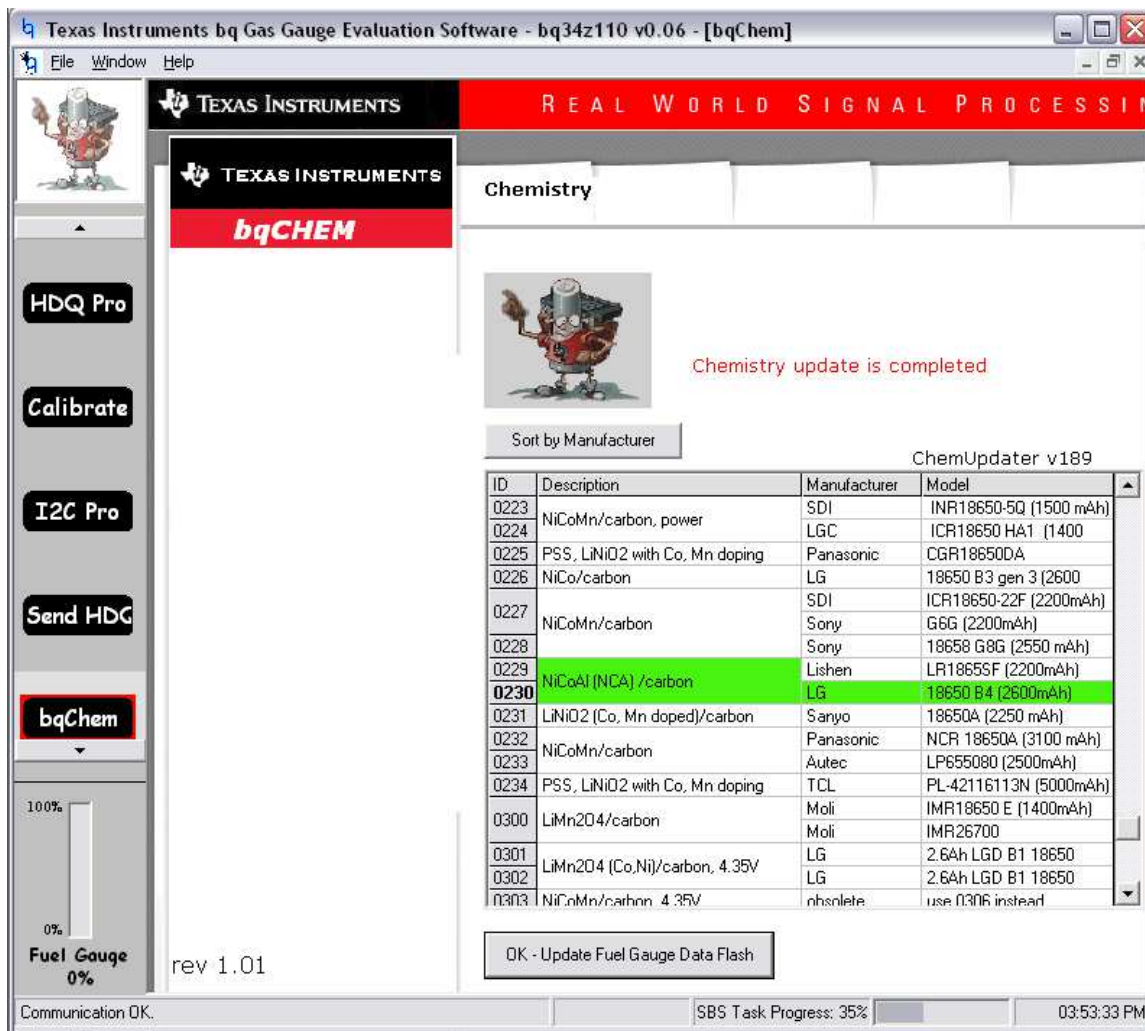 Texas Instruments bq Gas Gauge Evaluation Software - bq34z110 v0.06 - [bqChem]
File Window Help
TEXAS INSTRUMENTS REAL WORLD SIGNAL PROCESSIN
TEXAS INSTRUMENTS
bqCHEM
Chemistry
HDQ Pro
Calibrate
I2C Pro
Send HDQ
bqChem
100%
0%
Fuel Gauge
0%
rev 1.01
Chemistry update is completed
Sort by Manufacturer
ChemUpdater v189
ID Description Manufacturer Model
0223 NiCoMn/carbon, power SDI INR18650-5Q (1500 mAh)
0224 LGC ICR18650 HA1 (1400
0225 PSS, LiNiO2 with Co, Mn doping Panasonic CGR18650DA
0226 NiCo/carbon LG 18650 B3 gen 3 (2600
0227 NiCoMn/carbon SDI ICR18650-22F (2200mAh)
Sony G6G (2200mAh)
0228 Sony 18658 G8G (2550 mAh)
0229 NiCoAl (NCA) /carbon Lishen LR1865SF (2200mAh)
0230 LG 18650 B4 (2600mAh)
0231 LiNiO2 (Co, Mn doped)/carbon Sanyo 18650A (2250 mAh)
0232 NiCoMn/carbon Panasonic NCR 18650A (3100 mAh)
0233 Autec LP655080 (2500mAh)
0234 PSS, LiNiO2 with Co, Mn doping TCL PL-42116113N (5000mAh)
0300 LiMn2O4/carbon Moli IMR18650 E (1400mAh)
Moli IMR26700
0301 LiMn2O4 (Co,Ni)/carbon, 4.35V LG 2.6Ah LGD B1 18650
0302 LG 2.6Ah LGD B1 18650
0303 NiCoMn/carbon, 4.35V obsolete use 0306 instead
OK - Update Fuel Gauge Data Flash
Communication OK. SBS Task Progress: 35% 03:53:33 PM